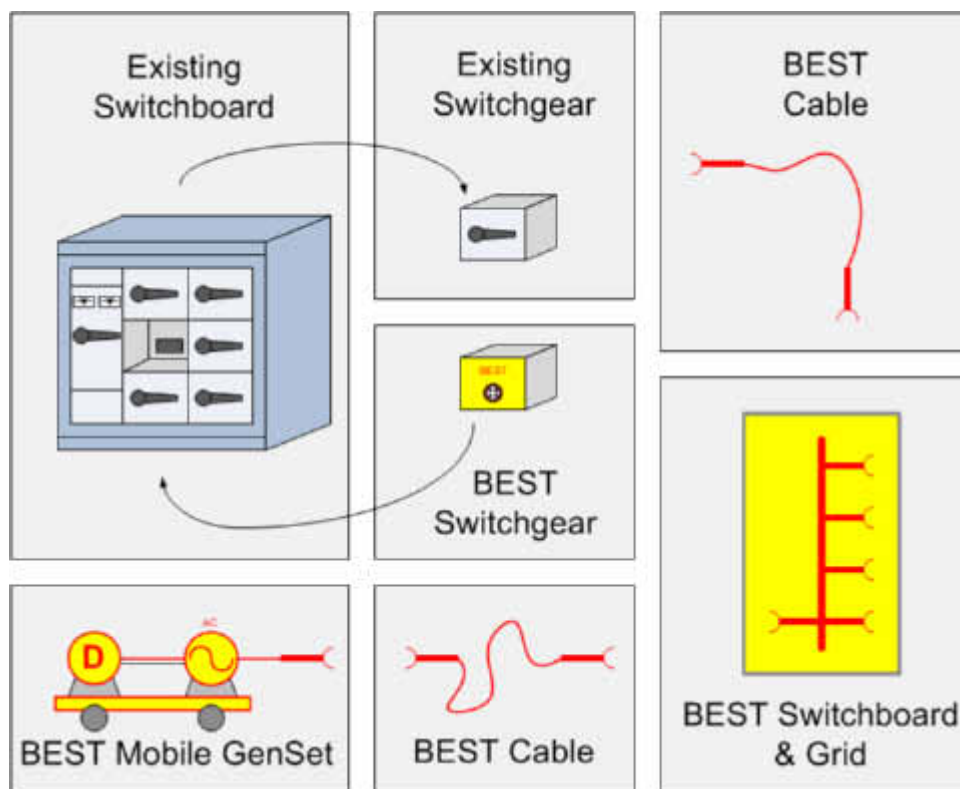 Existing
Switchboard
Existing
Switchgear
BEST
Cable
BEST
BEST
Switchgear
D
AC
BEST Mobile GenSet
BEST Cable
BEST Switchboard
& Grid